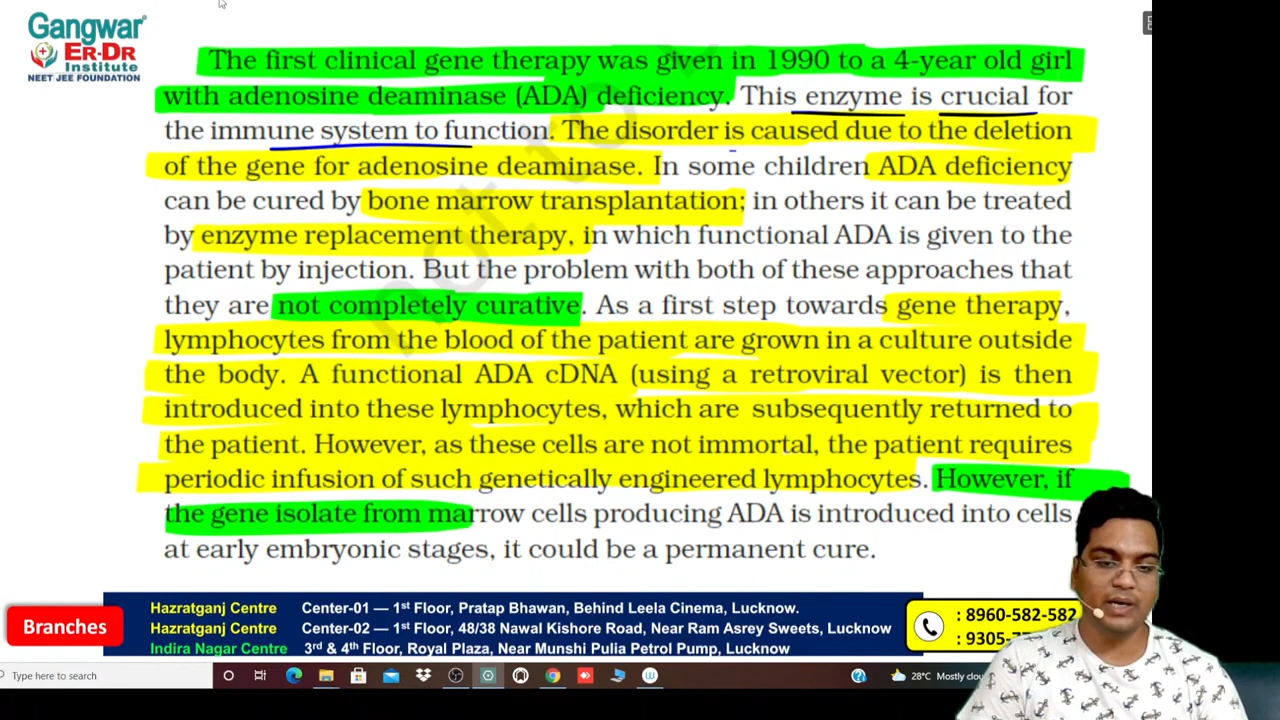 Gangwar
Er-Dr
Institute
NEET JEE FOUNDATION
The first clinical gene therapy was given in 1990 to a 4-year old girl
with adenosine deaminase (ADA) deficiency. This enzyme is crucial for
the immune system to function. The disorder is caused due to the deletion
of the gene for adenosine deaminase. In some children ADA deficiency
can be cured by bone marrow transplantation; in others it can be treated
by enzyme replacement therapy, in which functional ADA is given to the
patient by injection. But the problem with both of these approaches that
they are not completely curative. As a first step towards gene therapy,
lymphocytes from the blood of the patient are grown in a culture outside
the body. A functional ADA cDNA (using a retroviral vector) is then
introduced into these lymphocytes, which are subsequently returned to
the patient. However, as these cells are not immortal, the patient requires
periodic infusion of such genetically engineered lymphocytes. However, if
the gene isolate from marrow cells producing ADA is introduced into cells
at early embryonic stages, it could be a permanent cure.
Branches
Hazratganj Centre Center-01 — 1st Floor, Pratap Bhawan, Behind Leela Cinema, Lucknow.
Hazratganj Centre Center-02 — 1st Floor, 48/38 Nawal Kishore Road, Near Ram Asrey Sweets, Lucknow
Indira Nagar Centre 3rd & 4th Floor, Royal Plaza, Near Munshi Pulia Petrol Pump, Lucknow
: 8960-582-582
: 9305-7
Type here to search
28°C Mostly clou